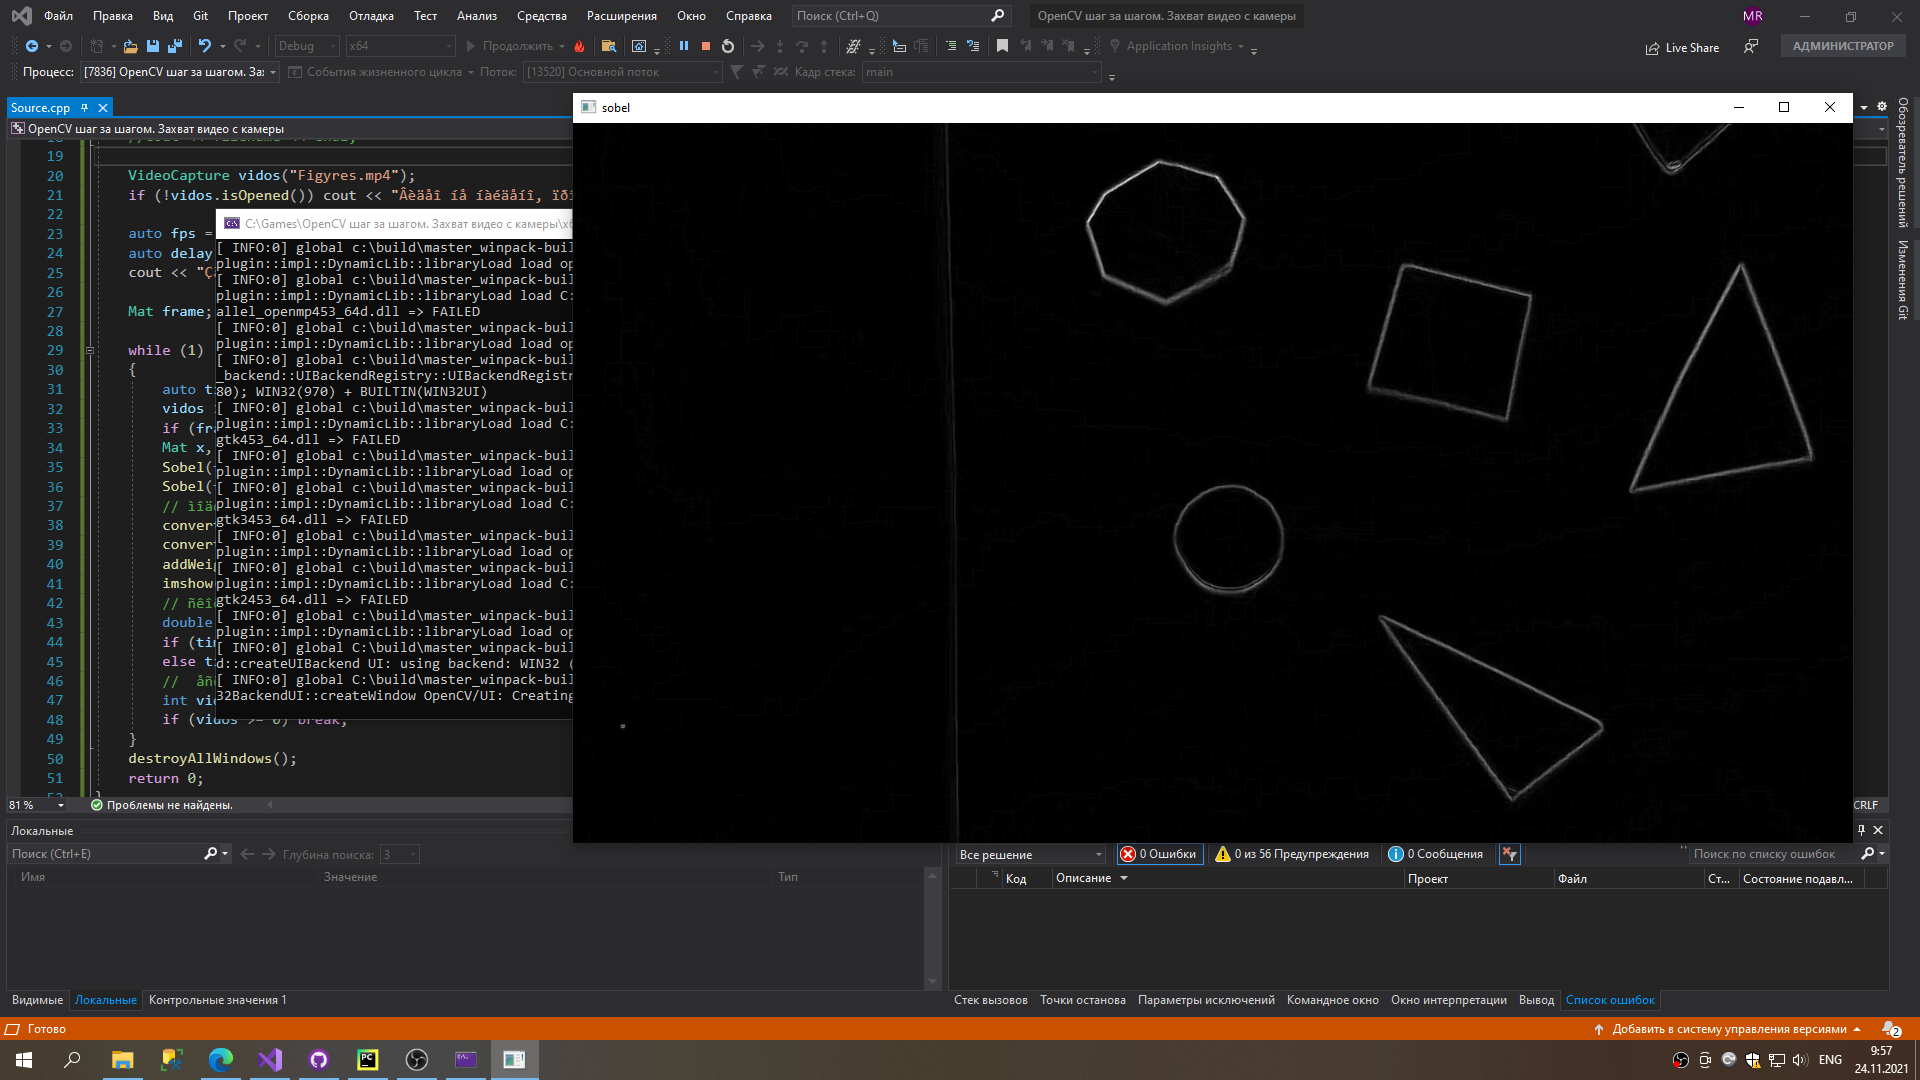 Файл Правка Вид Git Проект Сборка Отладка Тест Анализ Средства Расширения Окно Справка Поиск (Ctrl+Q) OpenCV шаг за шагом. Захват видео с камеры MR
Debug x64 Продолжить Application Insights Live Share АДМИНИСТРАТОР
Процесс: [7836] OpenCV шаг за шагом. За События жизненного цикла Поток: [13520] Основной поток Кадр стека: main
Source.cpp
OpenCV шаг за шагом. Захват видео с камеры
sobel
19
20 VideoCapture vidos("Figyres.mp4");
21 if (!vidos.isOpened()) cout << "Âèäåî íå íàéäåíî,
22
23 auto fps =
24 auto delay
25 cout <<
26
27 Mat frame;
28
29 while (1)
30 {
31 auto t
32 vidos
33 if (fra
34 Mat x,
35 Sobel(
36 Sobel(
37 //
38 conver
39 conver
40 addWei
41 imshow
42 //
43 double
44 if (ti
45 else t
46 //
47 int vi
48 if (vidos >= 0) break;
49 }
50 destroyAllWindows();
51 return 0;
C:\Games\OpenCV шаг за шагом. Захват видео с камеры\x6
[ INFO:0] global c:\build\master_winpack-buil
plugin::impl::DynamicLib::libraryLoad load op
[ INFO:0] global c:\build\master_winpack-buil
plugin::impl::DynamicLib::libraryLoad load C:
allel_openmp453_64d.dll => FAILED
[ INFO:0] global c:\build\master_winpack-buil
plugin::impl::DynamicLib::libraryLoad load op
[ INFO:0] global c:\build\master_winpack-buil
_backend::UIBackendRegistry::UIBackendRegistr
80); WIN32(970) + BUILTIN(WIN32UI)
[ INFO:0] global c:\build\master_winpack-buil
plugin::impl::DynamicLib::libraryLoad load C:
gtk453_64.dll => FAILED
[ INFO:0] global c:\build\master_winpack-buil
plugin::impl::DynamicLib::libraryLoad load op
[ INFO:0] global c:\build\master_winpack-buil
plugin::impl::DynamicLib::libraryLoad load C:
gtk3453_64.dll => FAILED
[ INFO:0] global c:\build\master_winpack-buil
plugin::impl::DynamicLib::libraryLoad load op
[ INFO:0] global c:\build\master_winpack-buil
plugin::impl::DynamicLib::libraryLoad load C:
gtk2453_64.dll => FAILED
[ INFO:0] global c:\build\master_winpack-buil
plugin::impl::DynamicLib::libraryLoad load op
[ INFO:0] global C:\build\master_winpack-buil
d::createUIBackend UI: using backend: WIN32 (
[ INFO:0] global C:\build\master_winpack-buil
32BackendUI::createWindow OpenCV/UI: Creating
Обозреватель решений
Изменения Git
81 % Проблемы не найдены. CRLF
Локальные
Поиск (Ctrl+E) Глубина поиска: 3
Имя Значение Тип
Все решение 0 Ошибки 0 из 56 Предупреждения 0 Сообщения Поиск по списку ошибок
Код Описание Проект Файл Ст... Состояние подавл...
Видимые Локальные Контрольные значения 1
Стек вызовов Точки останова Параметры исключений Командное окно Окно интерпретации Вывод Список ошибок
Готово Добавить в систему управления версиями 2
ENG 9:57
24.11.2021